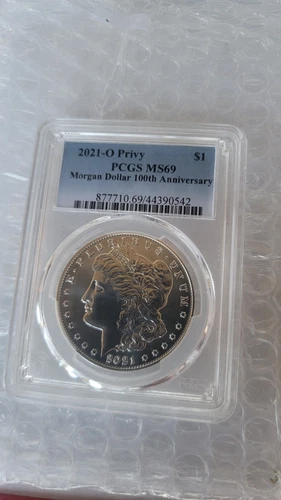 2021-O Privy $1
PCGS MS69
Morgan Dollar 100th Anniversary
877710.69/44390542
E·PLURIBUS·UNUM
2021